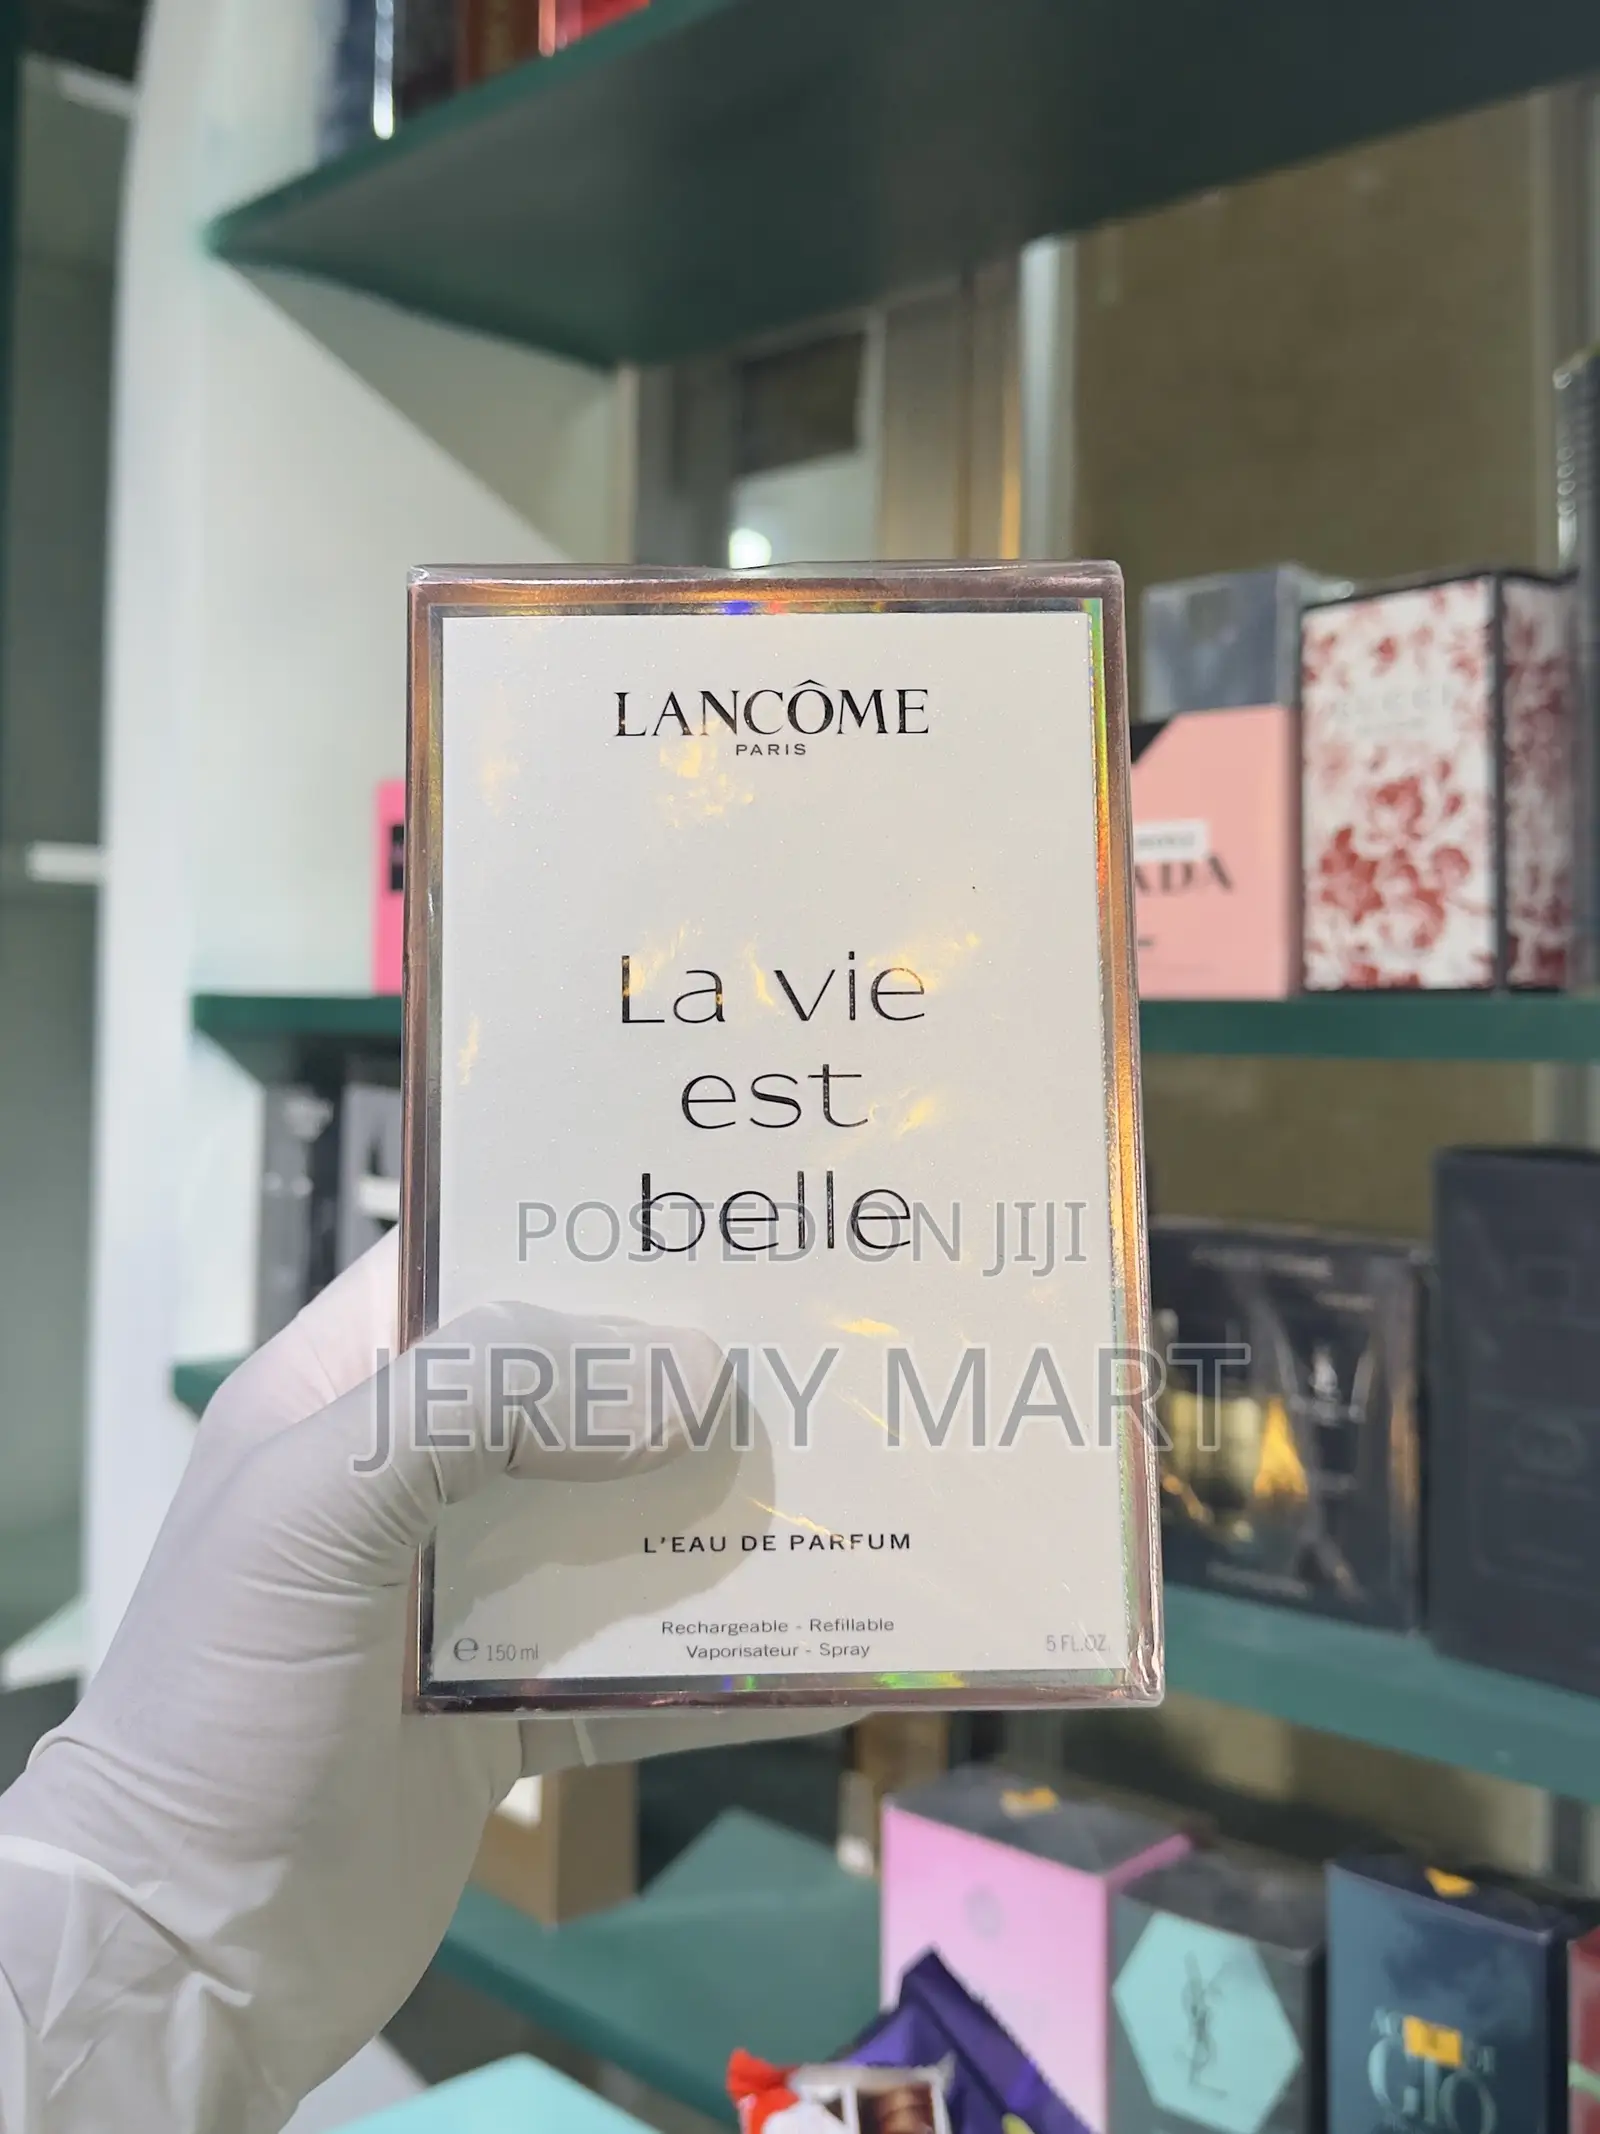 LANCÔME
PARIS
La vie
est
belle
POSTED ON JIJI
JEREMY MART
L'EAU DE PARFUM
Rechargeable - Refillable
Vaporisateur - Spray
e 150 ml
5 FL.OZ.
ADA
GIO